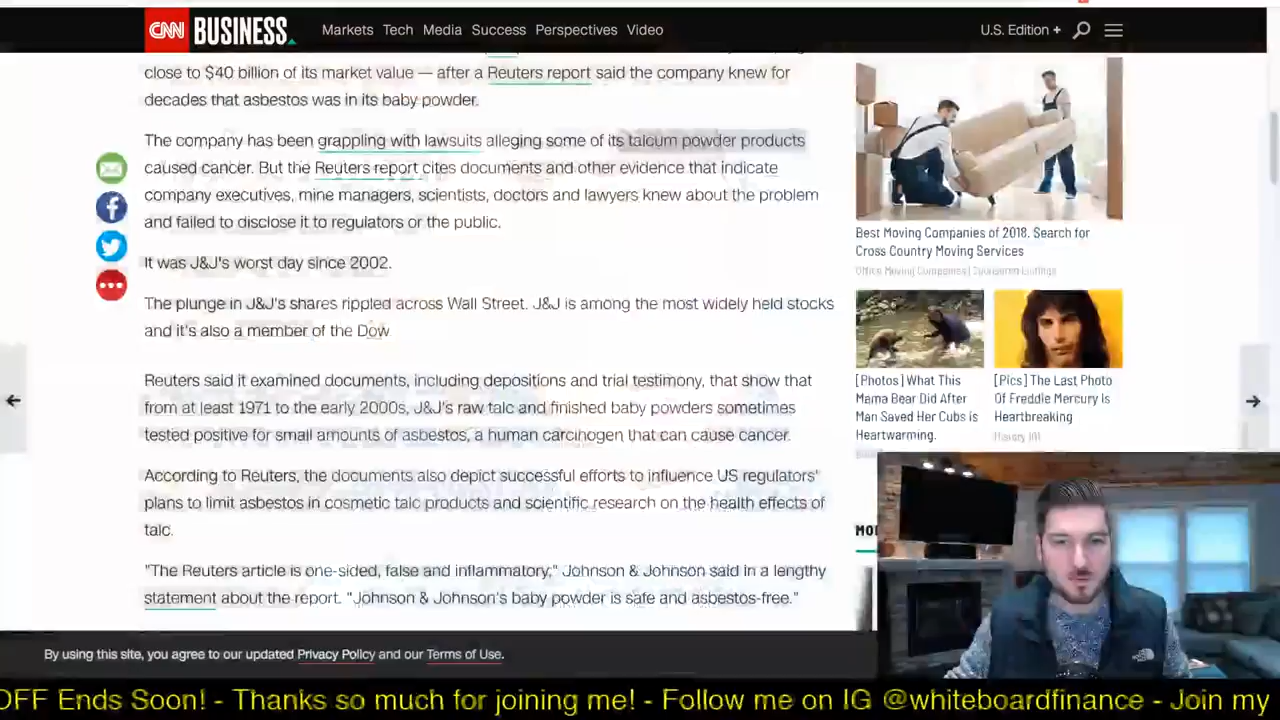 CNN BUSINESS Markets Tech Media Success Perspectives Video U.S. Edition +
close to $40 billion of its market value — after a Reuters report said the company knew for
decades that asbestos was in its baby powder.
The company has been grappling with lawsuits alleging some of its talcum powder products
caused cancer. But the Reuters report cites documents and other evidence that indicate
company executives, mine managers, scientists, doctors and lawyers knew about the problem
and failed to disclose it to regulators or the public.
It was J&J's worst day since 2002.
The plunge in J&J's shares rippled across Wall Street. J&J is among the most widely held stocks
and it's also a member of the Dow
Reuters said it examined documents, including depositions and trial testimony, that show that
from at least 1971 to the early 2000s, J&J's raw talc and finished baby powders sometimes
tested positive for small amounts of asbestos, a human carcinogen that can cause cancer.
According to Reuters, the documents also depict successful efforts to influence US regulators'
plans to limit asbestos in cosmetic talc products and scientific research on the health effects of
talc.
"The Reuters article is one-sided, false and inflammatory," Johnson & Johnson said in a lengthy
statement about the report. "Johnson & Johnson's baby powder is safe and asbestos-free."
Best Moving Companies of 2018. Search for
Cross Country Moving Services
Office Moving Companies | Sponsored Listings
[Photos] What This
Mama Bear Did After
Man Saved Her Cubs is
Heartwarming.
[Pics] The Last Photo
Of Freddie Mercury Is
Heartbreaking
History 101
By using this site, you agree to our updated Privacy Policy and our Terms of Use.
OFF Ends Soon! - Thanks so much for joining me! - Follow me on IG @whiteboardfinance - Join my